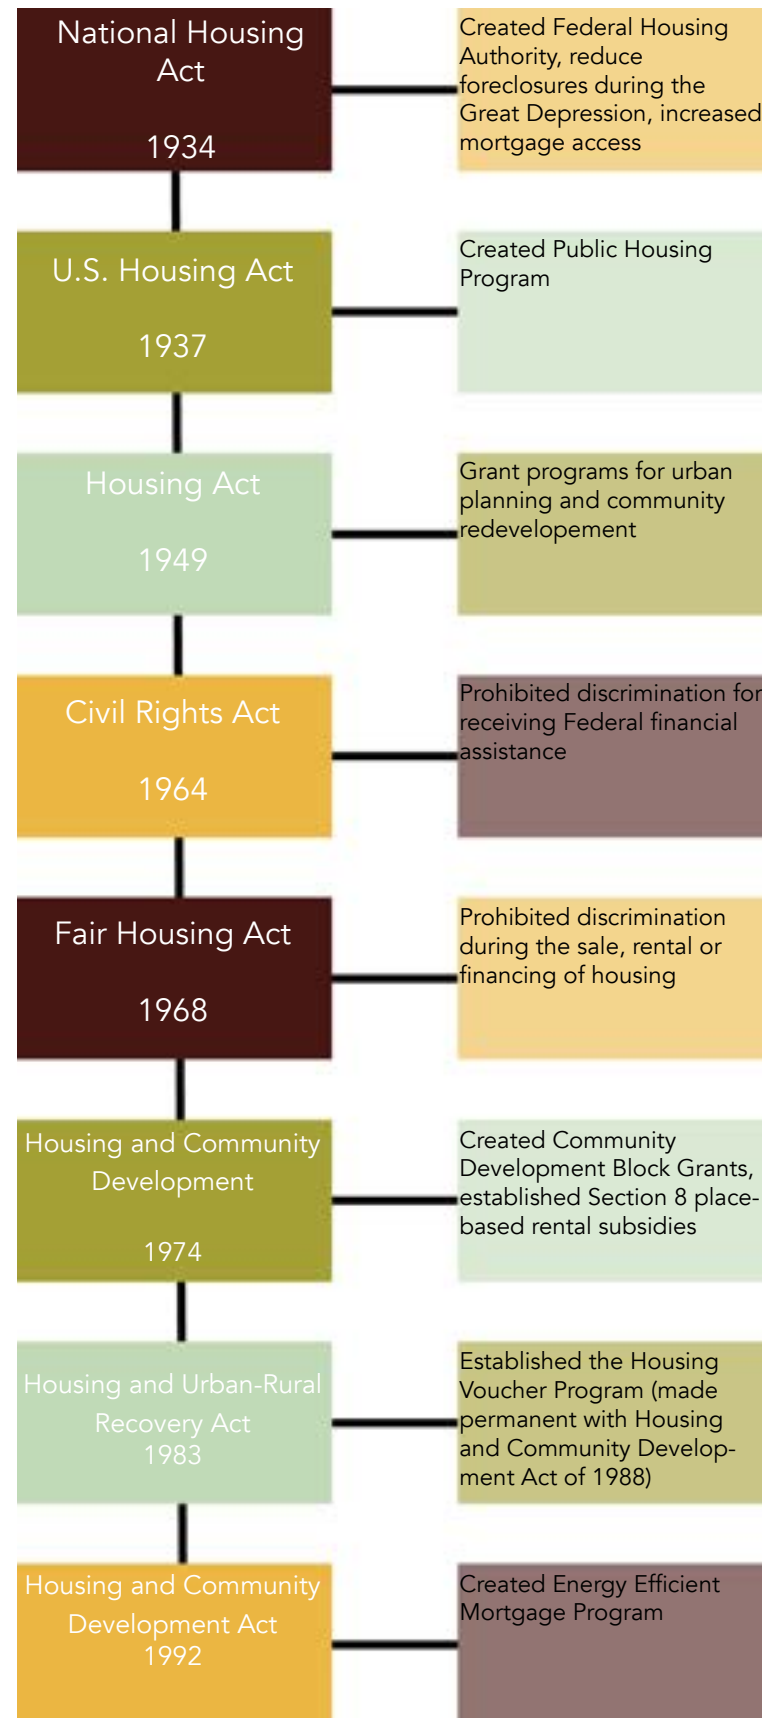 National Housing
Act
1934
Created Federal Housing
Authority, reduce
foreclosures during the
Great Depression, increased
mortgage access
U.S. Housing Act
1937
Created Public Housing
Program
Housing Act
1949
Grant programs for urban
planning and community
redevelopement
Civil Rights Act
1964
Prohibited discrimination for
receiving Federal financial
assistance
Fair Housing Act
1968
Prohibited discrimination
during the sale, rental or
financing of housing
Housing and Community
Development
1974
Created Community
Development Block Grants,
established Section 8 place-
based rental subsidies
Housing and Urban-Rural
Recovery Act
1983
Established the Housing
Voucher Program (made
permanent with Housing
and Community Develop-
ment Act of 1988)
Housing and Community
Development Act
1992
Created Energy Efficient
Mortgage Program